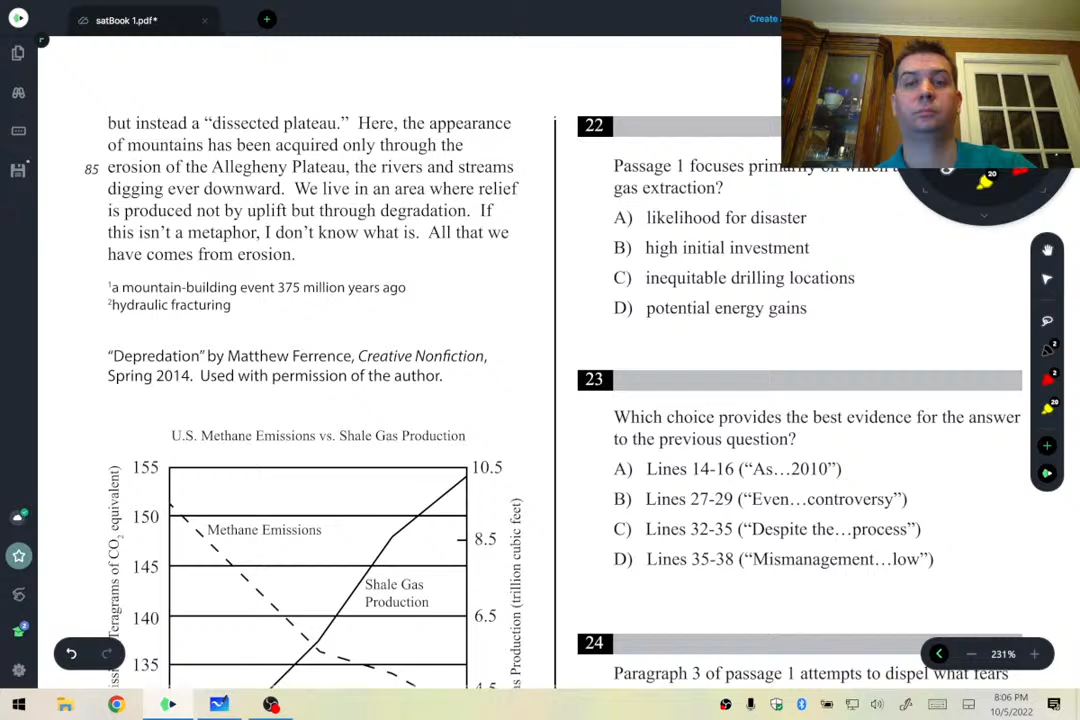 satBook 1.pdf*
Create
but instead a “dissected plateau.” Here, the appearance
of mountains has been acquired only through the
85 erosion of the Allegheny Plateau, the rivers and streams
digging ever downward. We live in an area where relief
is produced not by uplift but through degradation. If
this isn’t a metaphor, I don’t know what is. All that we
have comes from erosion.
1a mountain-building event 375 million years ago
2hydraulic fracturing
“Depredation” by Matthew Ferrence, Creative Nonfiction,
Spring 2014. Used with permission of the author.
U.S. Methane Emissions vs. Shale Gas Production
155
150
145
140
135
Teragrams of CO2 equivalent)
Methane Emissions
Shale Gas
Production
10.5
8.5
6.5
4.5
Production (trillion cubic feet)
22
Passage 1 focuses primarily on which
gas extraction?
A) likelihood for disaster
B) high initial investment
C) inequitable drilling locations
D) potential energy gains
23
Which choice provides the best evidence for the answer
to the previous question?
A) Lines 14-16 (“As…2010”)
B) Lines 27-29 (“Even…controversy”)
C) Lines 32-35 (“Despite the…process”)
D) Lines 35-38 (“Mismanagement…low”)
24
Paragraph 3 of passage 1 attempts to dispel what fears
20
2
2
20
2
231%
8:06 PM
10/5/2022